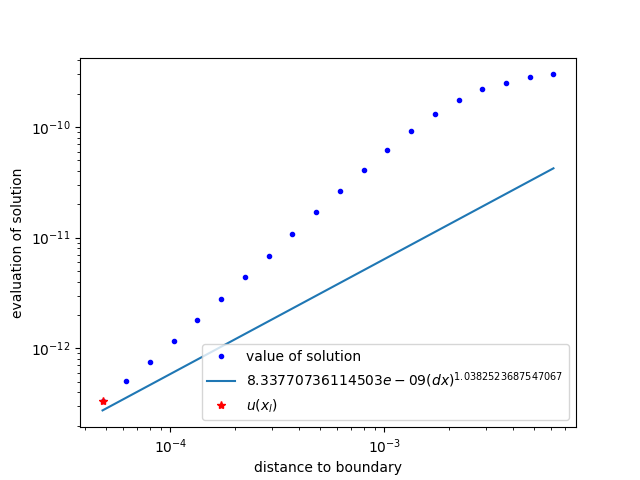 evaluation of solution
10⁻¹⁰
10⁻¹¹
10⁻¹²
value of solution
8.33770736114503e − 09(dx)^1.0382523687547067
u(x_l)
10⁻⁴
10⁻³
distance to boundary